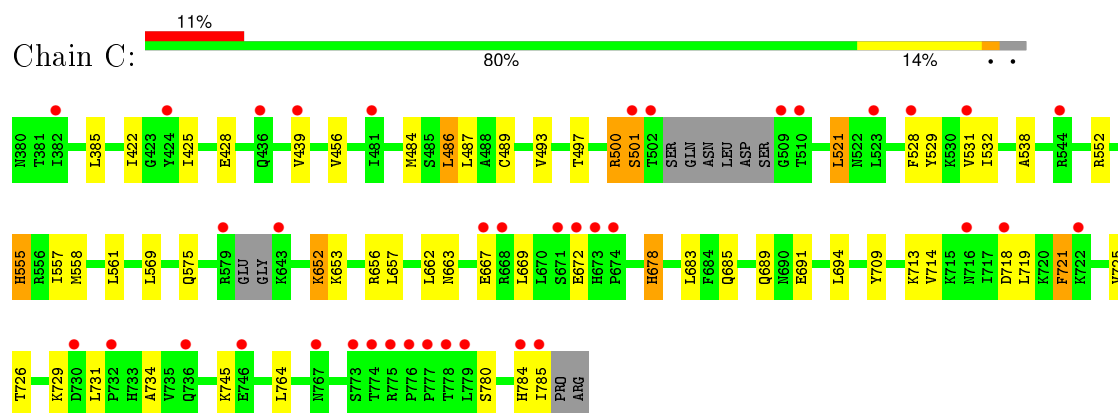 11%
Chain C:
80% 14% • •
N380 T381 I382 L385 I422 G423 Y424 I425 E428 Q436 V439 V456 I481 M484 S485 L486 L487 A488 C489 V493 T497 R500 S501 T502 SER GLN ASN LEU ASP SER G509 T510 L521 N522 L523 F528 Y529 K530 V531 I532 A538 R544 R552
H555 R556 I557 M558 L561 L569 Q575 R579 GLU GLY K643 K652 K653 R656 L657 L662 N663 E667 R668 L669 L670 S671 E672 H673 P674 H678 L683 F684 Q685 Q689 N690 E691 L694 Y709 K713 V714 K715 N716 I717 D718 L719 K720 F721 K722 V725
T726 K729 D730 L731 P732 H733 A734 V735 Q736 K745 E746 L764 N767 S773 T774 R775 P776 P777 T778 L779 S780 H784 I785 PRO ARG